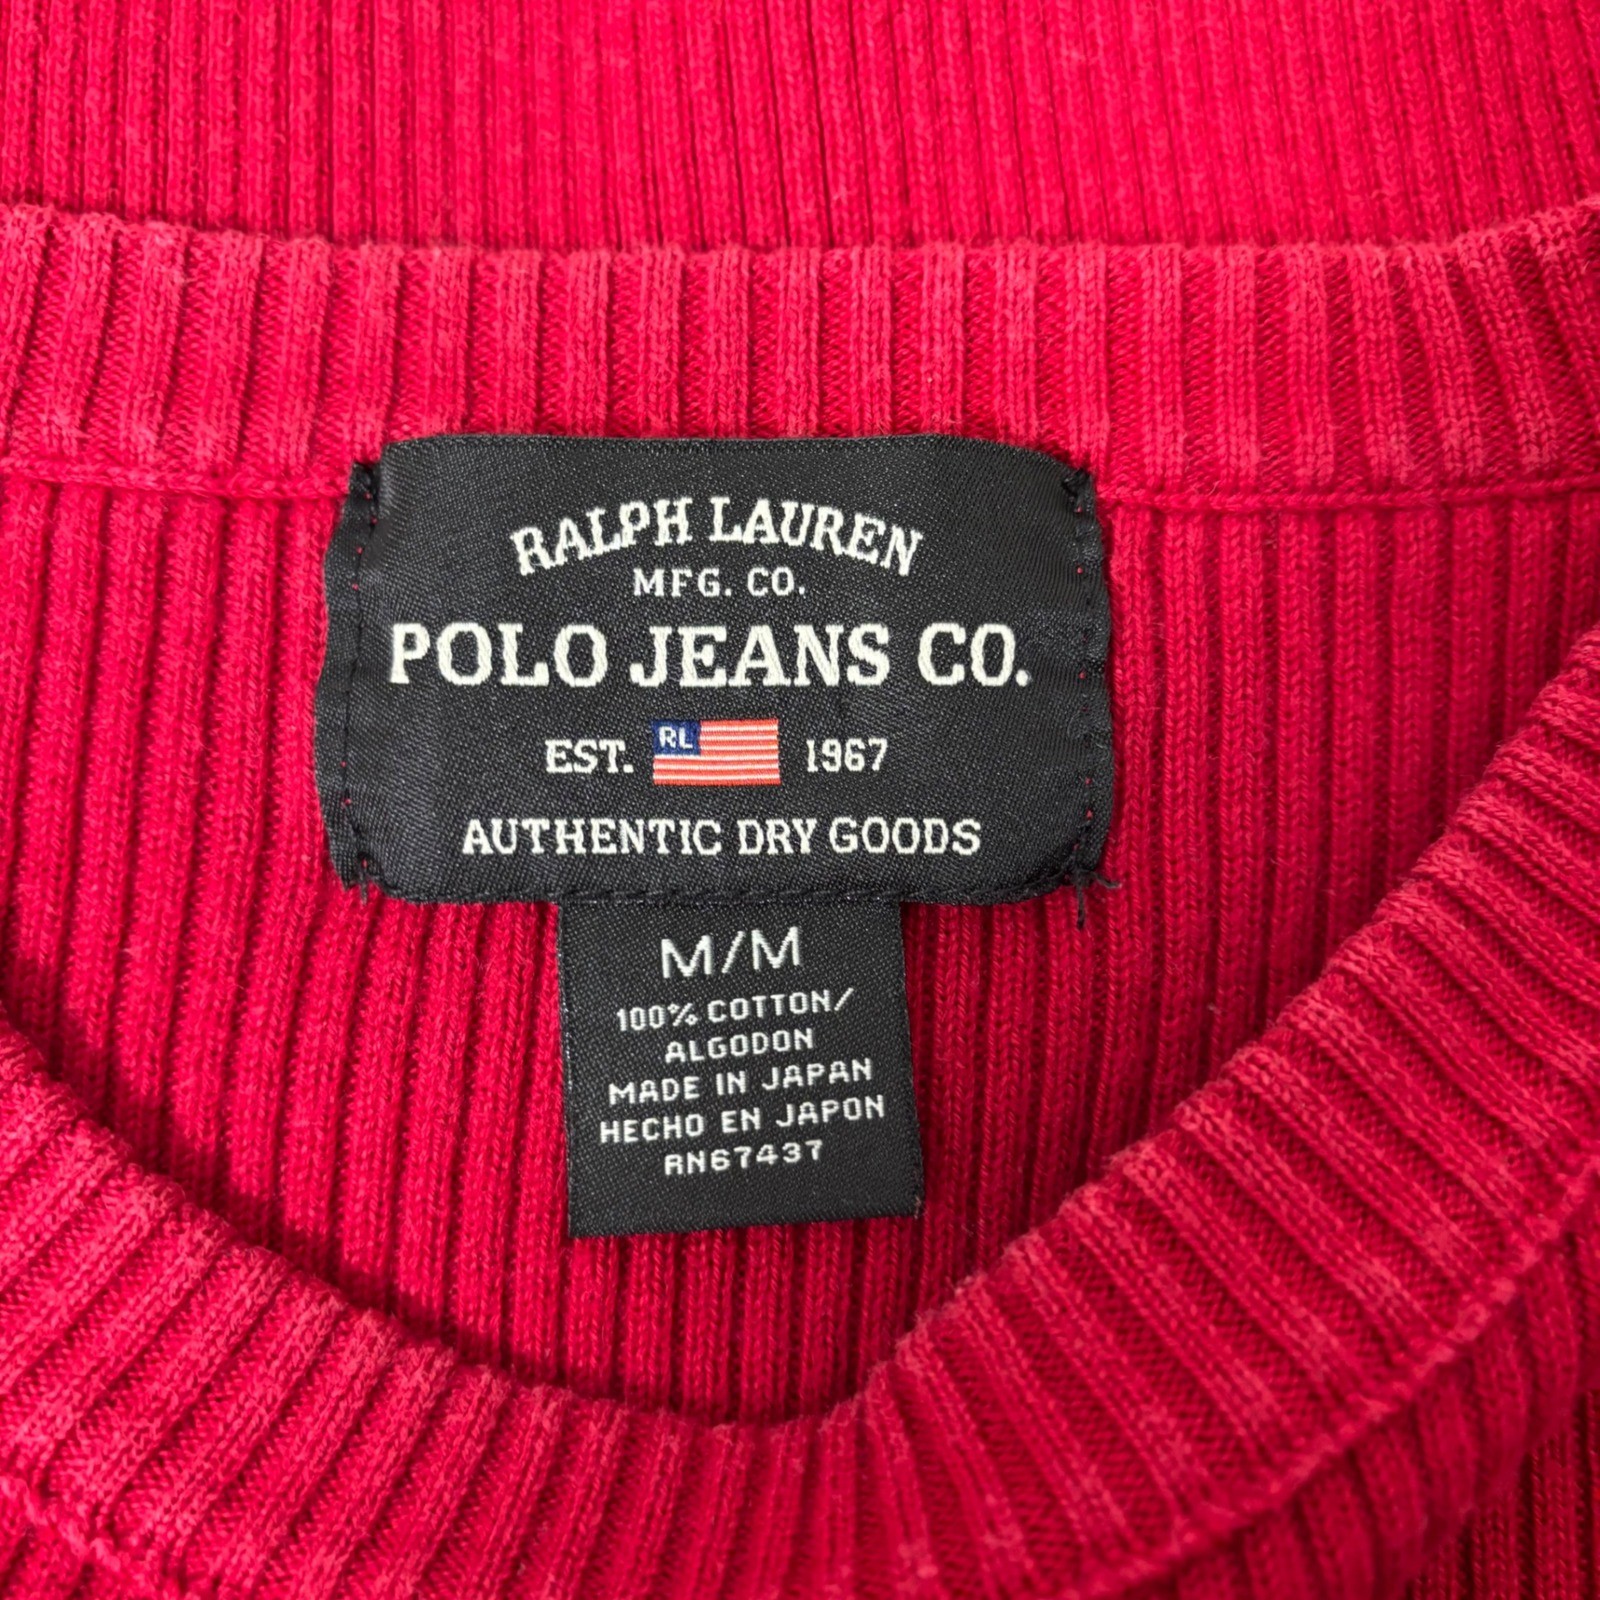 RALPH LAUREN
MFG. CO.
POLO JEANS CO.
EST. RL 1967
AUTHENTIC DRY GOODS
M/M
100% COTTON/
ALGODON
MADE IN JAPAN
HECHO EN JAPON
RN67437